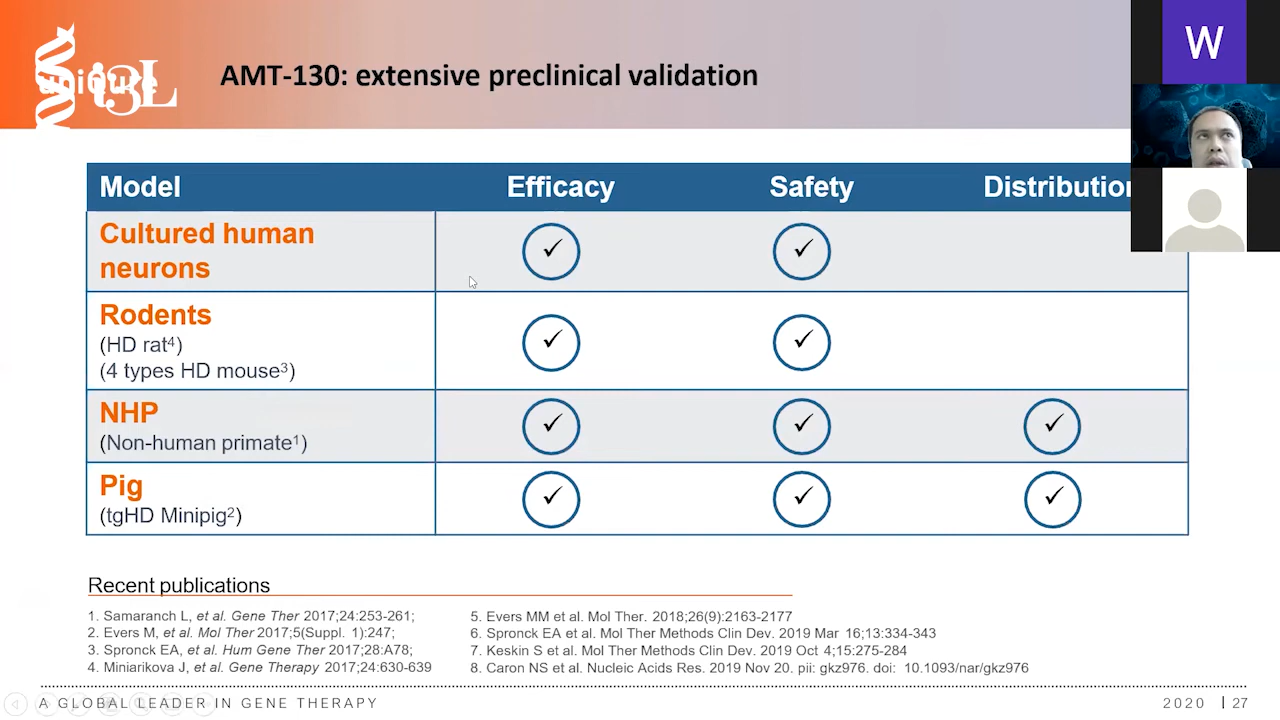 uniQure
t3L
AMT-130: extensive preclinical validation
W
Model Efficacy Safety Distribution
Cultured human
neurons
✓ ✓
Rodents
(HD rat⁴)
(4 types HD mouse³)
✓ ✓
NHP
(Non-human primate¹)
✓ ✓ ✓
Pig
(tgHD Minipig²)
✓ ✓ ✓
Recent publications
1. Samaranch L, et al. Gene Ther 2017;24:253-261;
2. Evers M, et al. Mol Ther 2017;5(Suppl. 1):247;
3. Spronck EA, et al. Hum Gene Ther 2017;28:A78;
4. Miniarikova J, et al. Gene Therapy 2017;24:630-639
5. Evers MM et al. Mol Ther. 2018;26(9):2163-2177
6. Spronck EA et al. Mol Ther Methods Clin Dev. 2019 Mar 16;13:334-343
7. Keskin S et al. Mol Ther Methods Clin Dev. 2019 Oct 4;15:275-284
8. Caron NS et al. Nucleic Acids Res. 2019 Nov 20. pii: gkz976. doi: 10.1093/nar/gkz976
A GLOBAL LEADER IN GENE THERAPY
2020 | 27